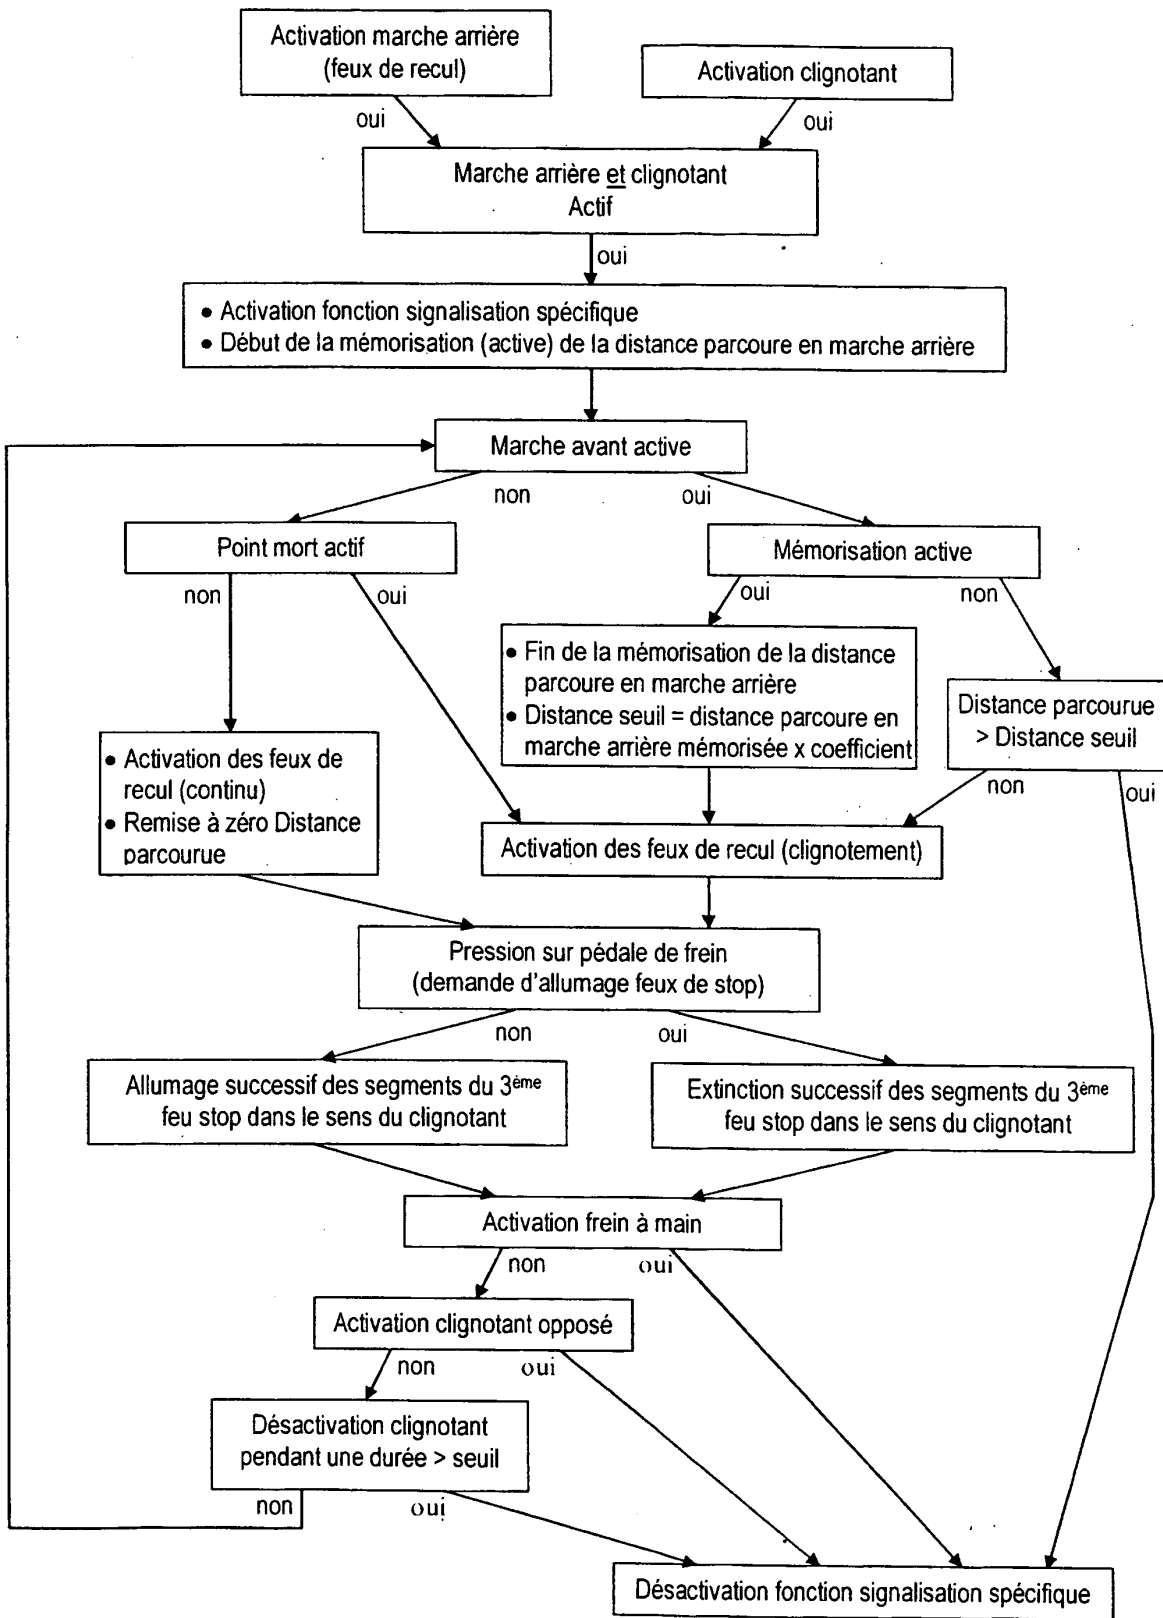 Activation marche arrière
(feux de recul)
Activation clignotant
oui
oui
Marche arrière et clignotant
Actif
oui
• Activation fonction signalisation spécifique
• Début de la mémorisation (active) de la distance parcoure en marche arrière
Marche avant active
non
oui
Point mort actif
Mémorisation active
non
oui
oui
non
• Fin de la mémorisation de la distance
parcoure en marche arrière
• Distance seuil = distance parcoure en
marche arrière mémorisée x coefficient
Distance parcourue
> Distance seuil
• Activation des feux de
recul (continu)
• Remise à zéro Distance
parcourue
non
oui
Activation des feux de recul (clignotement)
Pression sur pédale de frein
(demande d'allumage feux de stop)
non
oui
Allumage successif des segments du 3ème
feu stop dans le sens du clignotant
Extinction successif des segments du 3ème
feu stop dans le sens du clignotant
Activation frein à main
non
oui
Activation clignotant opposé
non
oui
Désactivation clignotant
pendant une durée > seuil
non
oui
Désactivation fonction signalisation spécifique